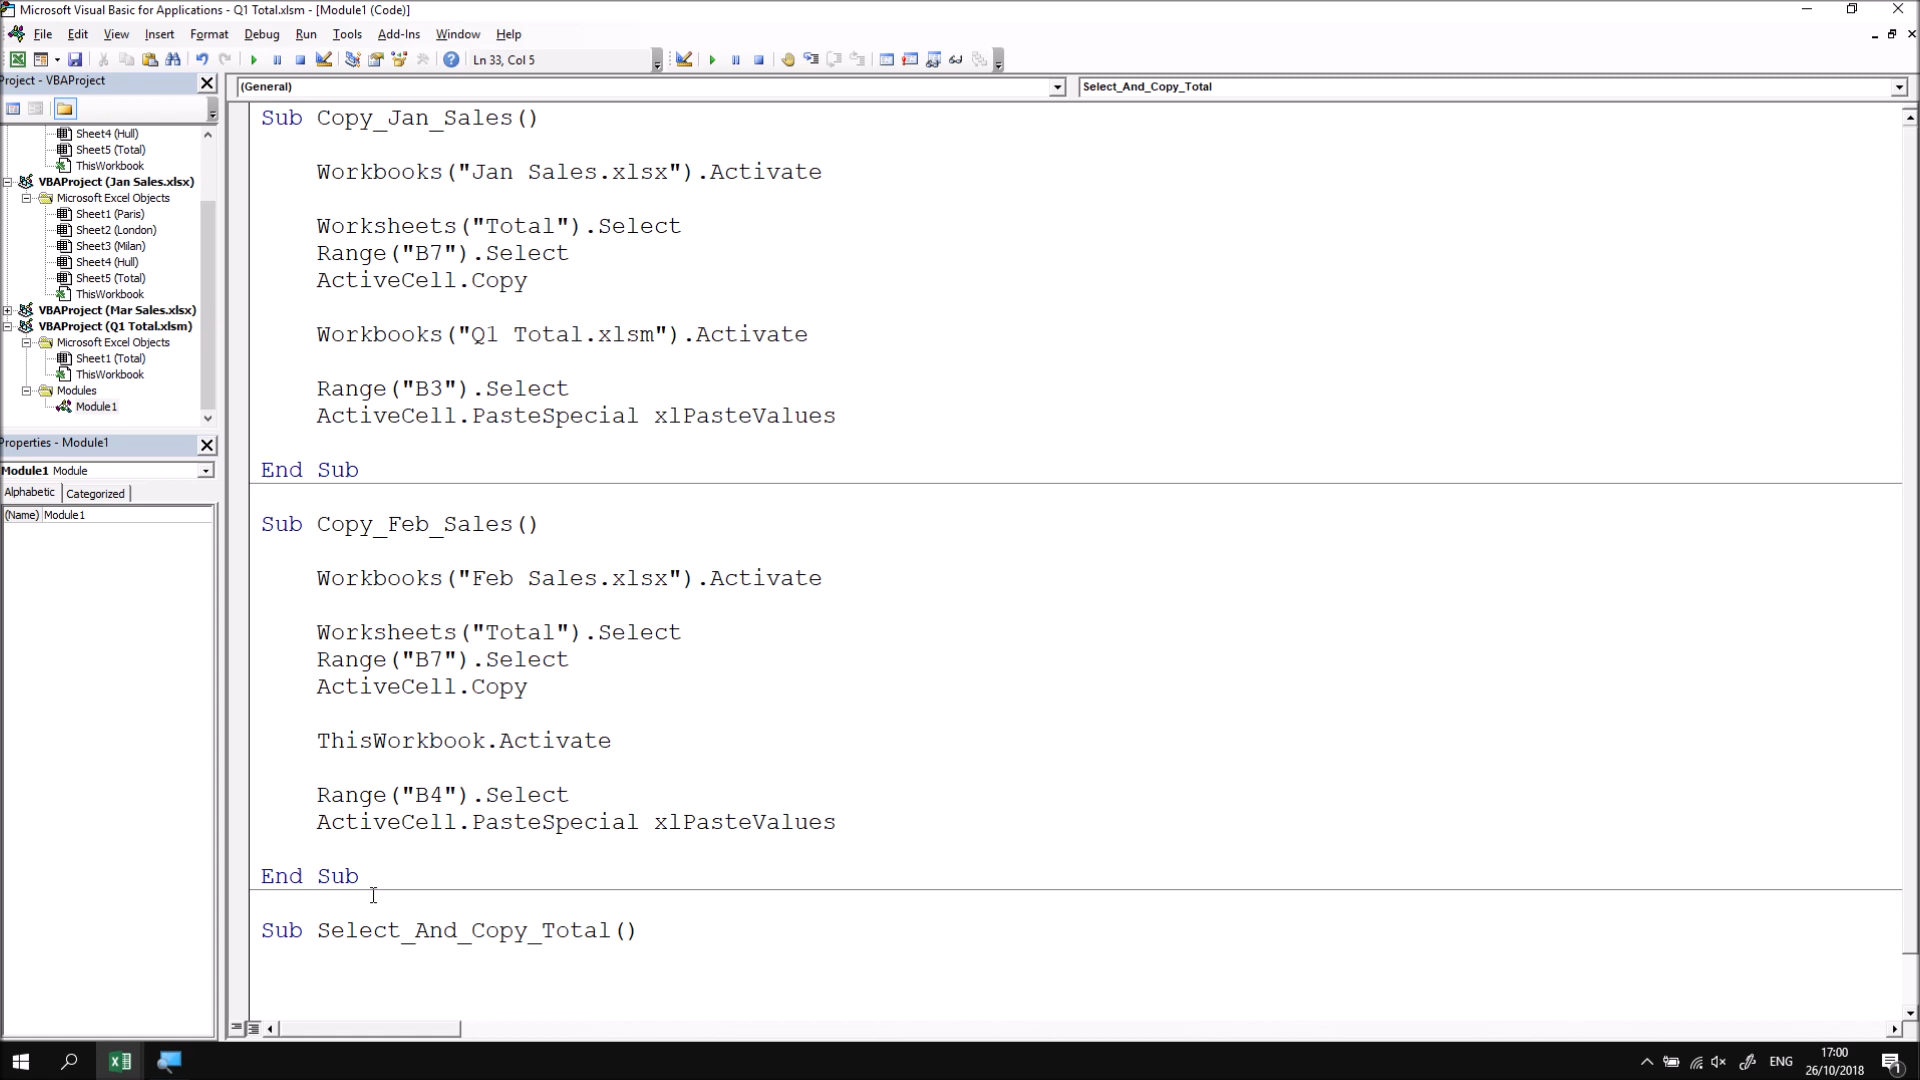 Microsoft Visual Basic for Applications - Q1 Total.xlsm - [Module1 (Code)]
File Edit View Insert Format Debug Run Tools Add-Ins Window Help
Ln 33, Col 5
Project - VBAProject
(General)
Select_And_Copy_Total
Sheet4 (Hull)
Sheet5 (Total)
ThisWorkbook
VBAProject (Jan Sales.xlsx)
Microsoft Excel Objects
Sheet1 (Paris)
Sheet2 (London)
Sheet3 (Milan)
Sheet4 (Hull)
Sheet5 (Total)
ThisWorkbook
VBAProject (Mar Sales.xlsx)
VBAProject (Q1 Total.xlsm)
Microsoft Excel Objects
Sheet1 (Total)
ThisWorkbook
Modules
Module1
Properties - Module1
Module1 Module
Alphabetic Categorized
(Name) Module1
Sub Copy_Jan_Sales()
Workbooks("Jan Sales.xlsx").Activate
Worksheets("Total").Select
Range("B7").Select
ActiveCell.Copy
Workbooks("Q1 Total.xlsm").Activate
Range("B3").Select
ActiveCell.PasteSpecial xlPasteValues
End Sub
Sub Copy_Feb_Sales()
Workbooks("Feb Sales.xlsx").Activate
Worksheets("Total").Select
Range("B7").Select
ActiveCell.Copy
ThisWorkbook.Activate
Range("B4").Select
ActiveCell.PasteSpecial xlPasteValues
End Sub
Sub Select_And_Copy_Total()
ENG
17:00
26/10/2018
1